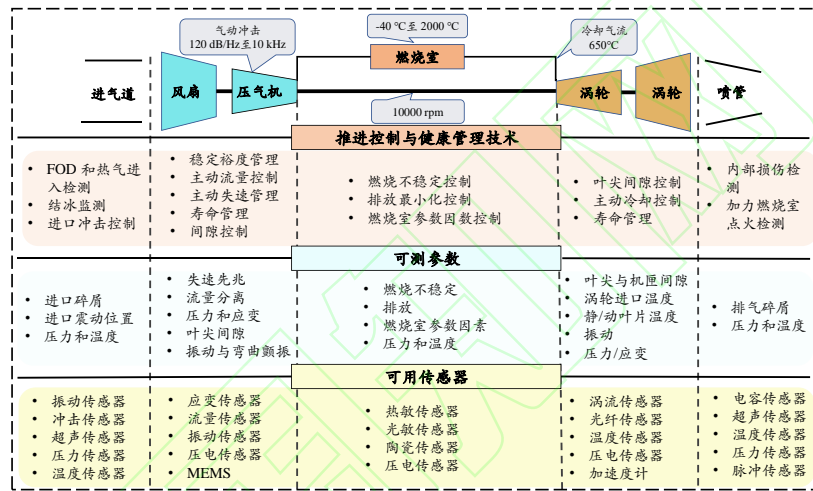 气动冲击
120 dB/Hz至10 kHz
-40 ℃至 2000 ℃
冷却气流
650℃
燃烧室
进气道
风扇
压气机
涡轮
涡轮
喷管
10000 rpm
推进控制与健康管理技术
• FOD 和热气进
入检测
• 结冰监测
• 进口冲击控制
• 稳定裕度管理
• 主动流量控制
• 主动失速管理
• 寿命管理
• 间隙控制
• 燃烧不稳定控制
• 排放最小化控制
• 燃烧室参数因数控制
• 叶尖间隙控制
• 主动冷却控制
• 寿命管理
• 内部损伤检
测
• 加力燃烧室
点火检测
可测参数
• 进口碎屑
• 进口震动位置
• 压力和温度
• 失速先兆
• 流量分离
• 压力和应变
• 叶尖间隙
• 振动与弯曲颤振
• 燃烧不稳定
• 排放
• 燃烧室参数因素
• 压力和温度
• 叶尖与机匣间隙
• 涡轮进口温度
• 静/动叶片温度
• 振动
• 压力/应变
• 排气碎屑
• 压力和温度
可用传感器
• 振动传感器
• 冲击传感器
• 超声传感器
• 压力传感器
• 温度传感器
• 应变传感器
• 流量传感器
• 振动传感器
• 压电传感器
• MEMS
• 热敏传感器
• 光敏传感器
• 陶瓷传感器
• 压电传感器
• 涡流传感器
• 光纤传感器
• 温度传感器
• 压电传感器
• 加速度计
• 电容传感器
• 超声传感器
• 温度传感器
• 压力传感器
• 脉冲传感器